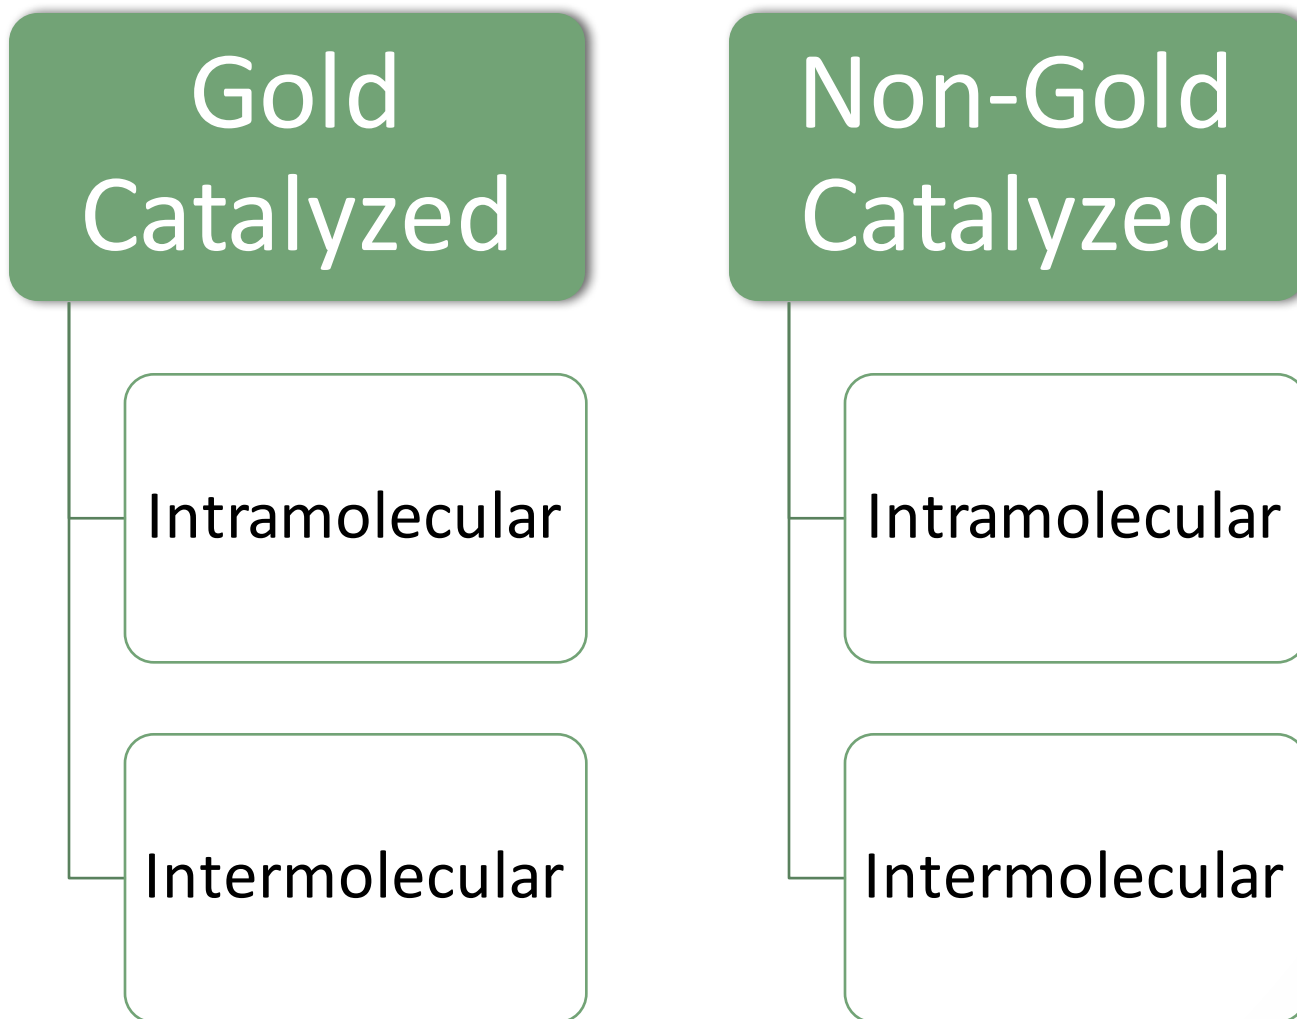 Gold
Catalyzed
Intramolecular
Intermolecular
Non-Gold
Catalyzed
Intramolecular
Intermolecular